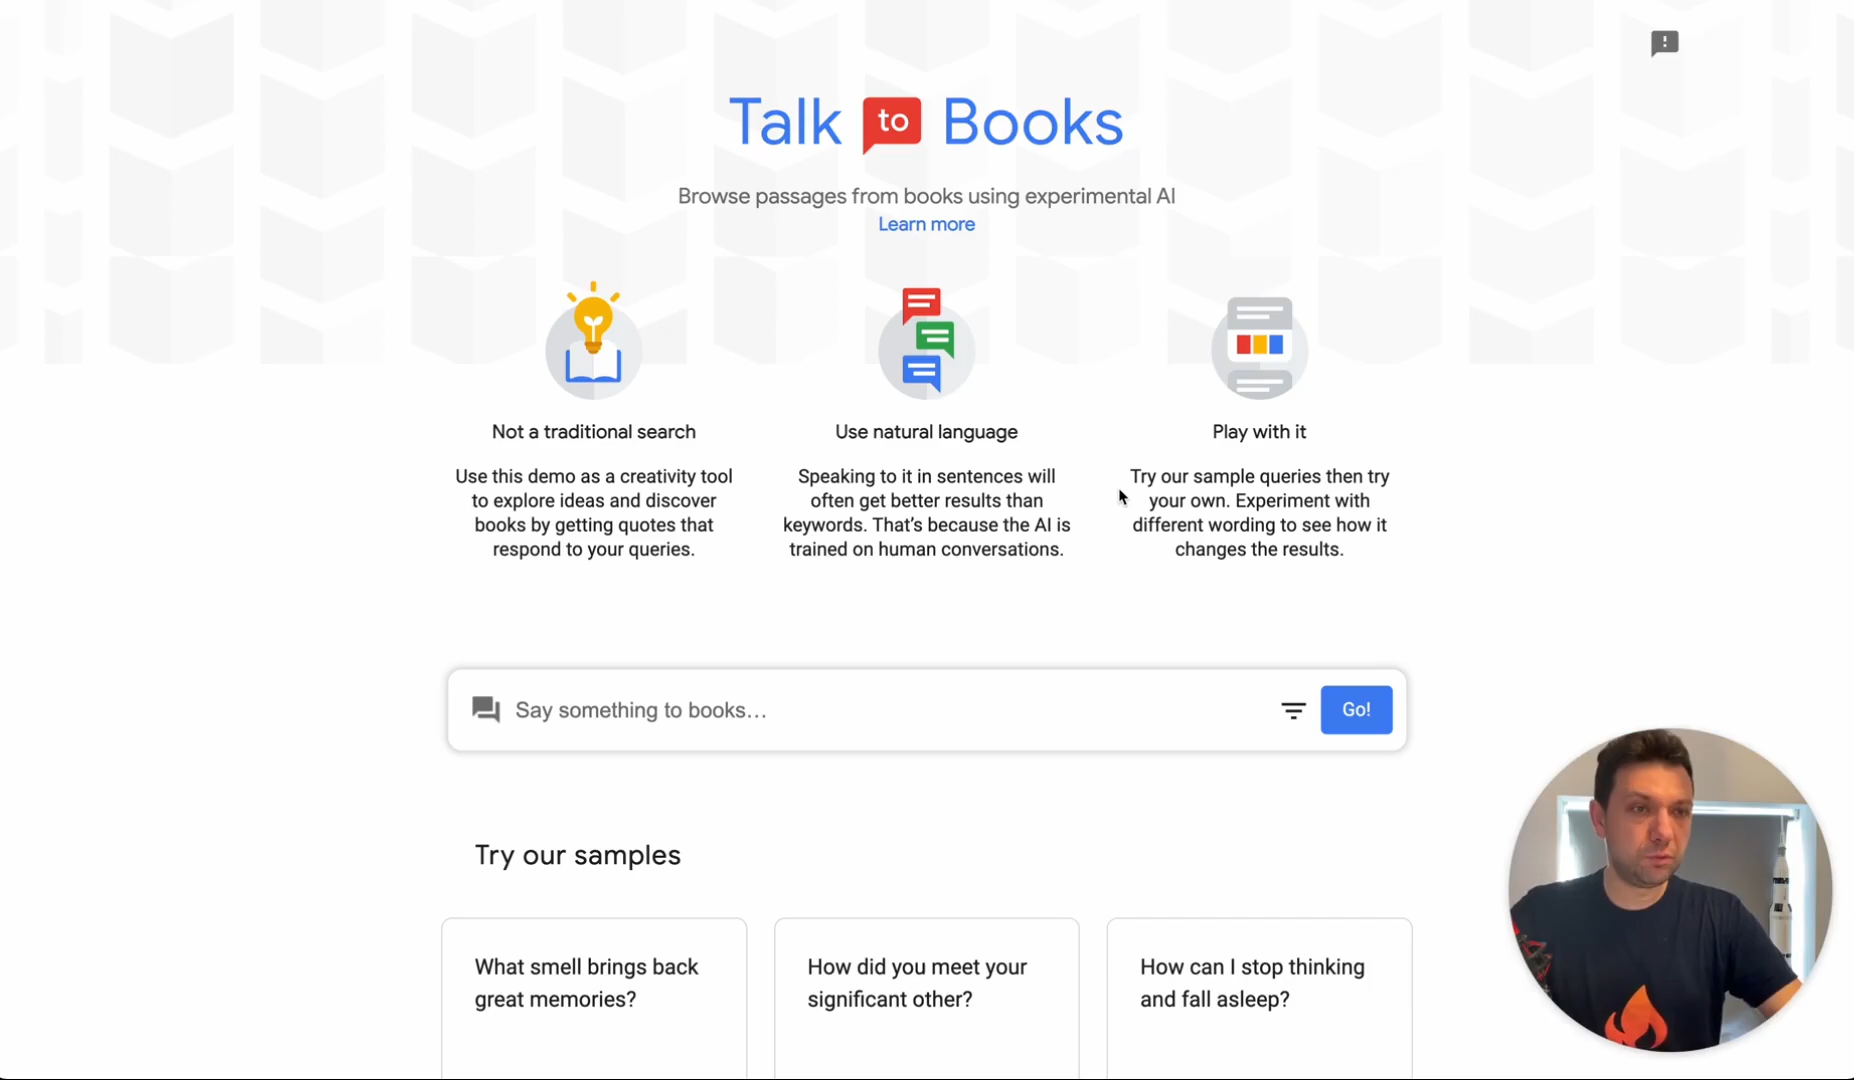 Talk to Books
Browse passages from books using experimental AI
Learn more
Not a traditional search
Use this demo as a creativity tool
to explore ideas and discover
books by getting quotes that
respond to your queries.
Use natural language
Speaking to it in sentences will
often get better results than
keywords. That’s because the AI is
trained on human conversations.
Play with it
Try our sample queries then try
your own. Experiment with
different wording to see how it
changes the results.
Say something to books…
Go!
Try our samples
What smell brings back
great memories?
How did you meet your
significant other?
How can I stop thinking
and fall asleep?